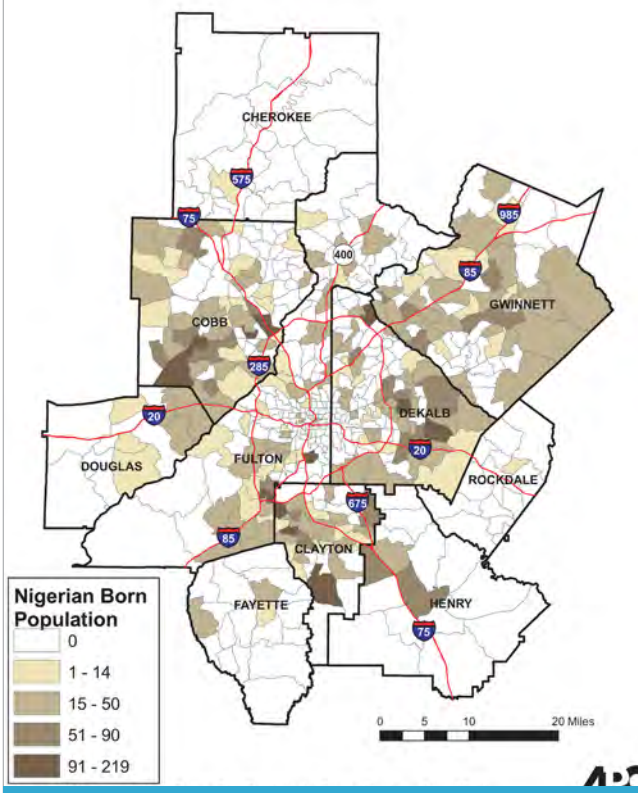 CHEROKEE
575
75
985
400
85
GWINNETT
COBB
285
DEKALB
20
20
DOUGLAS
FULTON
ROCKDALE
675
85
CLAYTON
Nigerian Born
Population
0
1 - 14
15 - 50
51 - 90
91 - 219
FAYETTE
HENRY
75
0 5 10 20 Miles